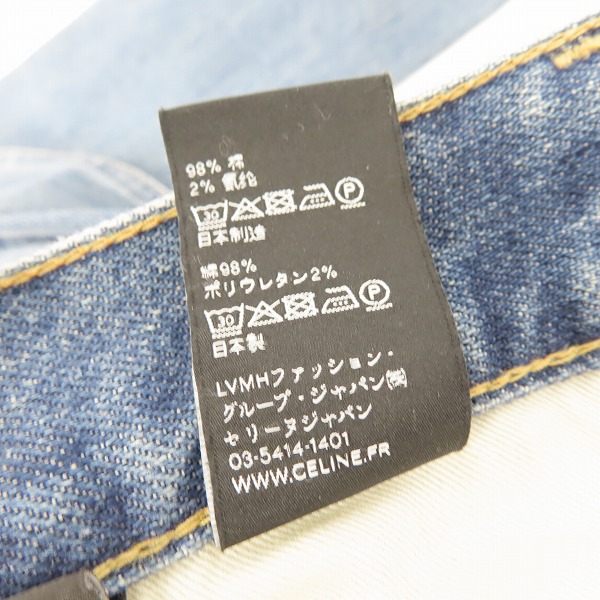 98% 棉
2% 氨纶
30 P
日本制造
綿98%
ポリウレタン2%
30 P
日本製
LVMHファッション・
グループ・ジャパン㈱
セリーヌジャパン
03-5414-1401
WWW.CELINE.FR